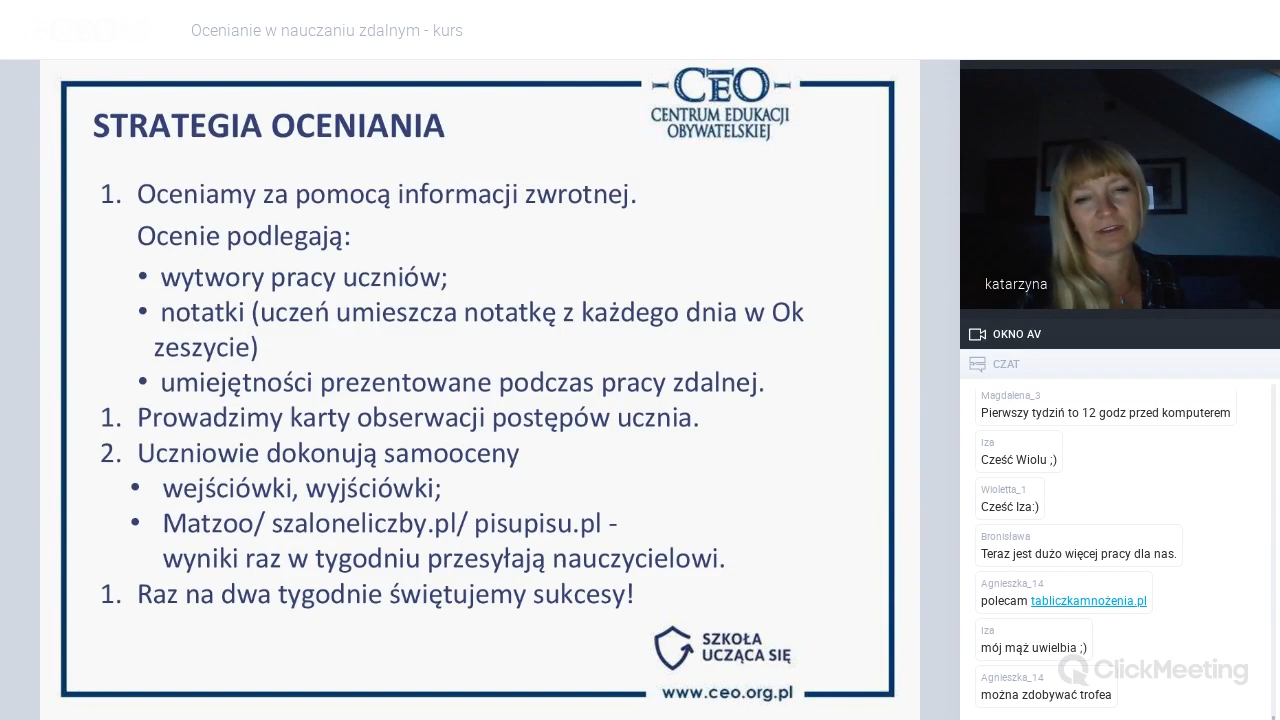 Ocenianie w nauczaniu zdalnym - kurs
CEO
CENTRUM EDUKACJI
OBYWATELSKIEJ
STRATEGIA OCENIANIA
1. Oceniamy za pomocą informacji zwrotnej.
Ocenie podlegają:
• wytwory pracy uczniów;
• notatki (uczeń umieszcza notatkę z każdego dnia w Ok
zeszycie)
• umiejętności prezentowane podczas pracy zdalnej.
1. Prowadzimy karty obserwacji postępów ucznia.
2. Uczniowie dokonują samooceny
• wejściówki, wyjściówki;
• Matzoo/ szaloneliczby.pl/ pisupisu.pl -
wyniki raz w tygodniu przesyłają nauczycielowi.
1. Raz na dwa tygodnie świętujemy sukcesy!
SZKOŁA
UCZĄCA SIĘ
www.ceo.org.pl
katarzyna
OKNO AV
CZAT
Magdalena_3
Pierwszy tydziń to 12 godz przed komputerem
Iza
Cześć Wiolu ;)
Wioletta_1
Cześć Iza:)
Bronisława
Teraz jest dużo więcej pracy dla nas.
Agnieszka_14
polecam tabliczkamnożenia.pl
Iza
mój mąż uwielbia ;)
Agnieszka_14
można zdobywać trofea
ClickMeeting